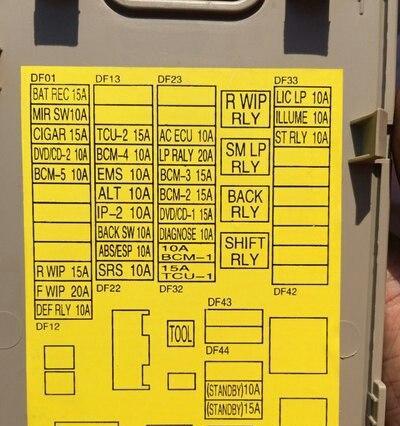 DF01
BAT REC 15A
MIR SW10A
CIGAR 15A
DVD/CD-2 10A
BCM-5 10A
R WIP 15A
F WIP 20A
DEF RLY 10A
DF12
DF13
TCU-2 15A
BCM-4 10A
EMS 10A
ALT 10A
IP-2 10A
BACK SW 10A
ABS/ESP 10A
SRS 10A
DF22
DF23
AC ECU 10A
LP RALY 20A
BCM-3 15A
BCM-2 15A
DVD/CD-1 15A
DIAGNOSE 10A
10A
BCM-1
15A
TCU-1
DF32
R WIP
RLY
SM LP
RLY
BACK
RLY
SHIFT
RLY
DF33
LIC LP 10A
ILLUME 10A
ST RLY 10A
DF42
TOOL
DF43
DF44
(STANDBY)10A
(STANDBY)15A